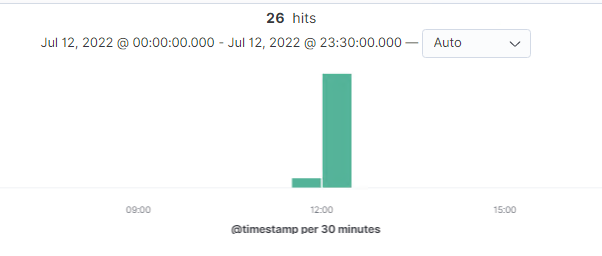 26 hits
Jul 12, 2022 @ 00:00:00.000 - Jul 12, 2022 @ 23:30:00.000 — Auto
09:00 12:00 15:00
@timestamp per 30 minutes